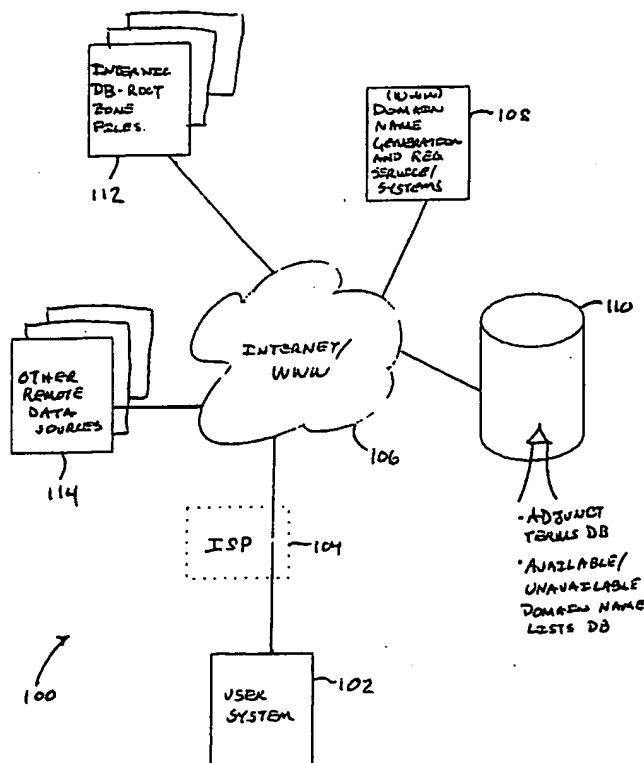 INTERNIC
DB-ROOT
ZONE
FILES.
112
DOMAIN
NAME
GENERATION
AND REG
SERVICE/
SYSTEMS
108
INTERNET/
WWW
106
110
OTHER
REMOTE
DATA
SOURCES
114
ISP
104
• ADJUNCT
TERMS DB
• AVAILABLE/
UNAVAILABLE
DOMAIN NAME
LISTS DB
100
USER
SYSTEM
102